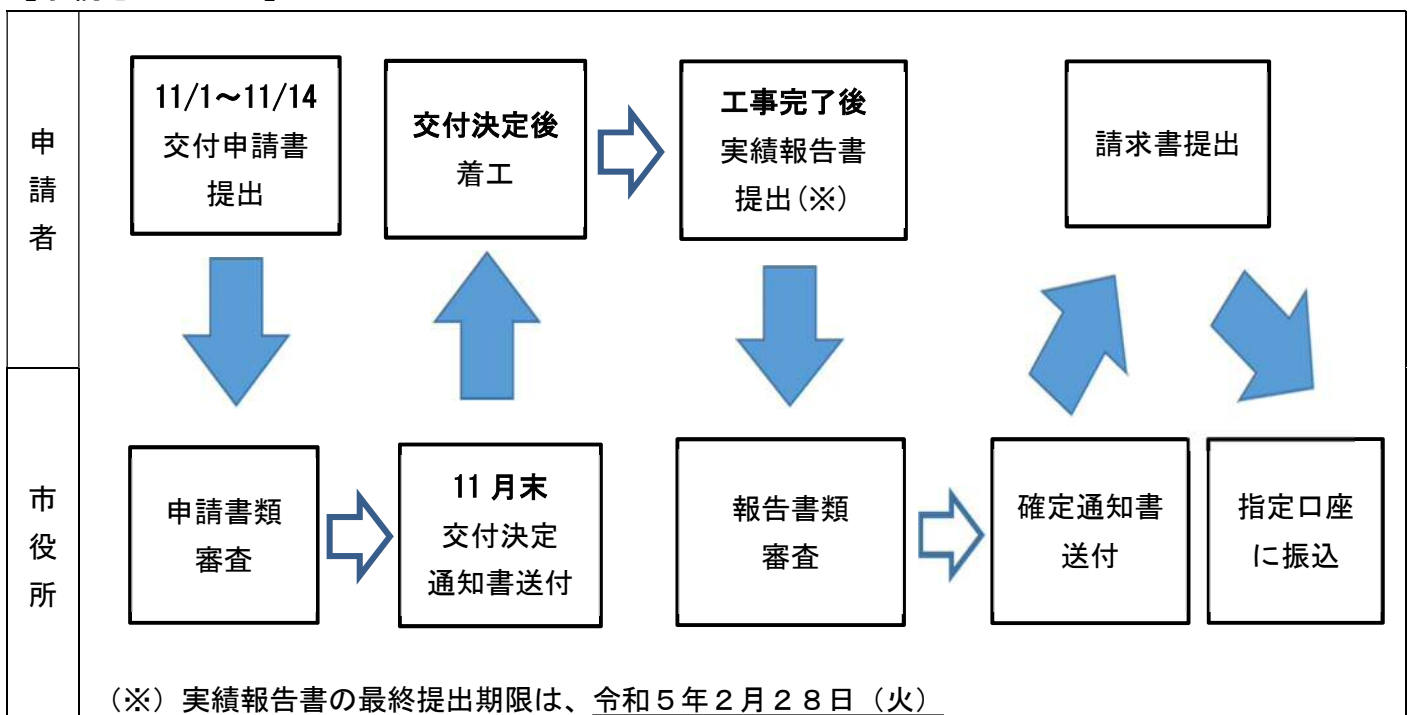 申請者
11/1～11/14
交付申請書
提出
交付決定後
着工
工事完了後
実績報告書
提出(※)
請求書提出
市役所
申請書類
審査
11月末
交付決定
通知書送付
報告書類
審査
確定通知書
送付
指定口座
に振込
（※）実績報告書の最終提出期限は、令和５年２月２８日（火）